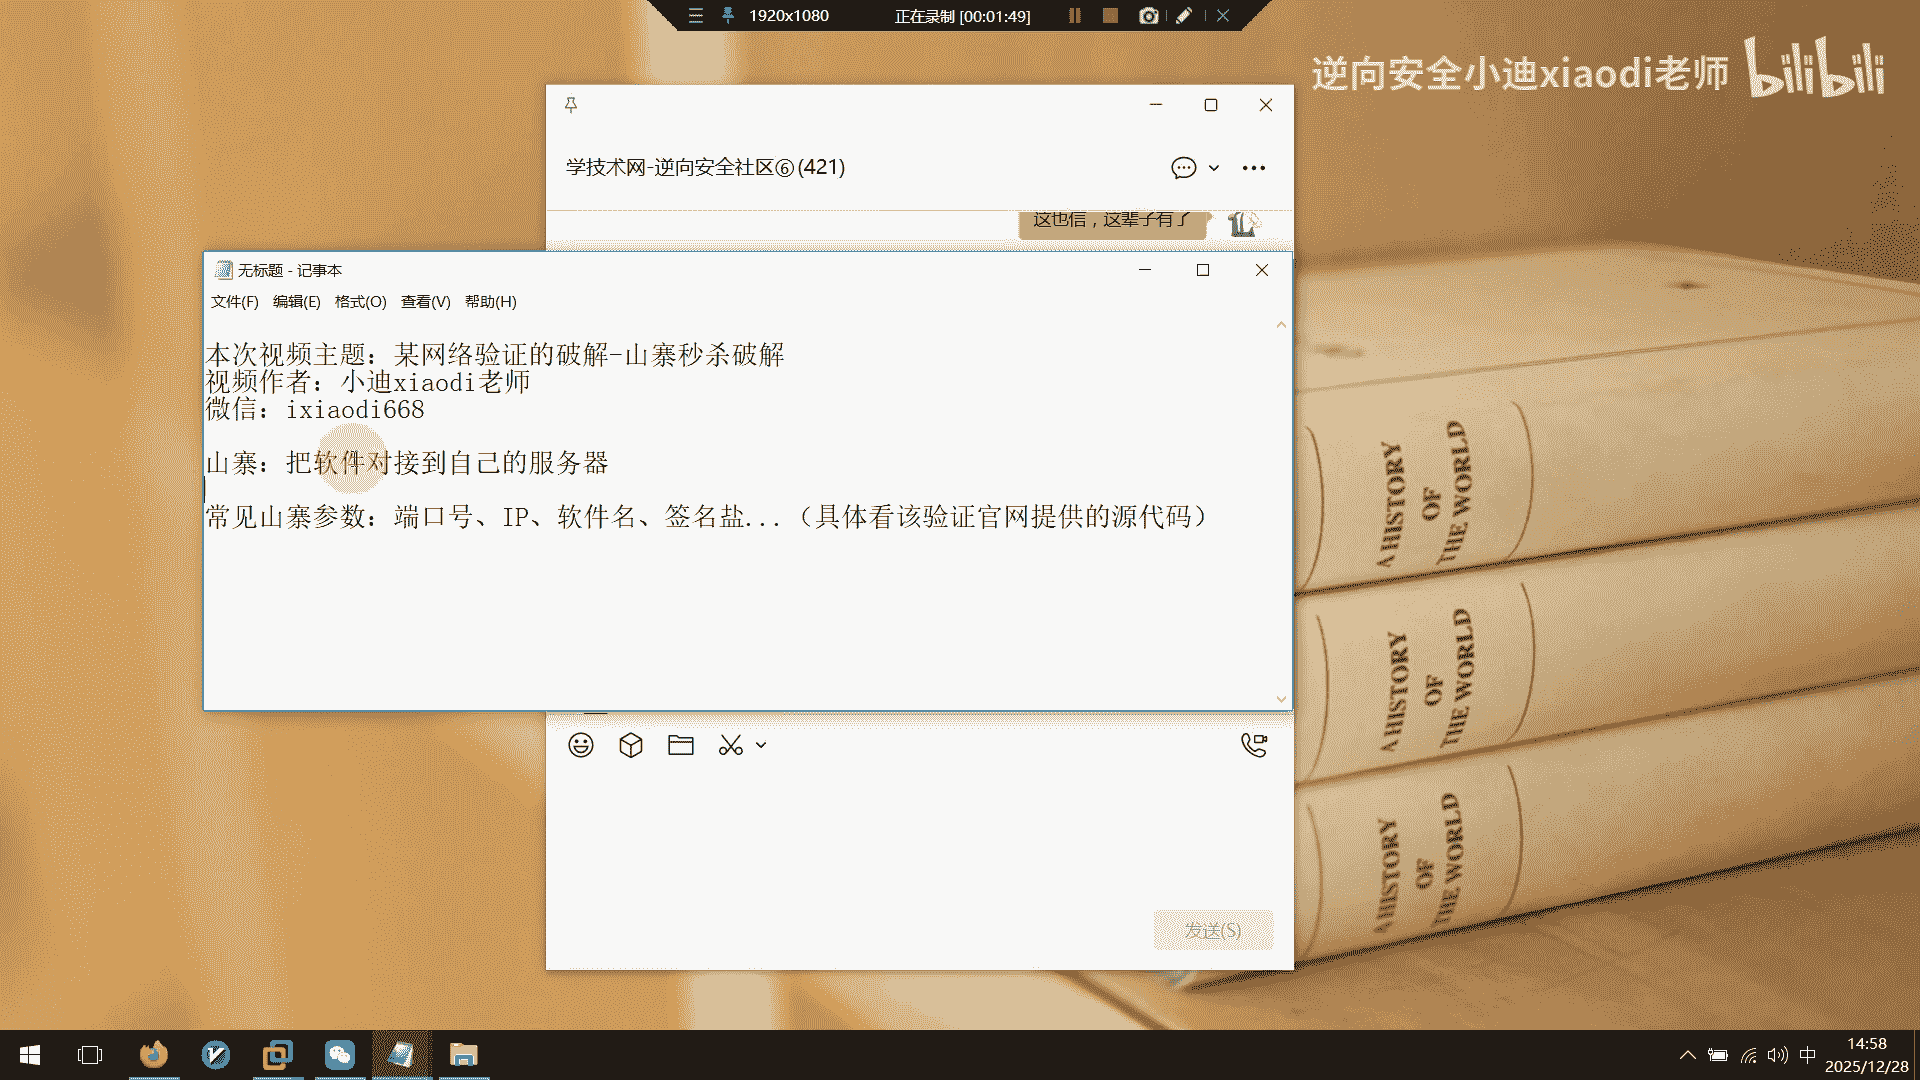 1920x1080
正在录制 [00:01:49]
逆向安全小迪xiaodi老师
bilibili
学技术网-逆向安全社区⑥(421)
这也信，这辈子有了
无标题 - 记事本
文件(F) 编辑(E) 格式(O) 查看(V) 帮助(H)
本次视频主题：某网络验证的破解-山寨秒杀破解
视频作者：小迪xiaodi老师
微信：ixiaodi668
山寨：把软件对接到自己的服务器
常见山寨参数：端口号、IP、软件名、签名盐...（具体看该验证官网提供的源代码）
发送(S)
A HISTORY
OF
THE WORLD
A HISTORY
OF
THE WORLD
A HISTORY
OF
THE WORLD
中
14:58
2025/12/28